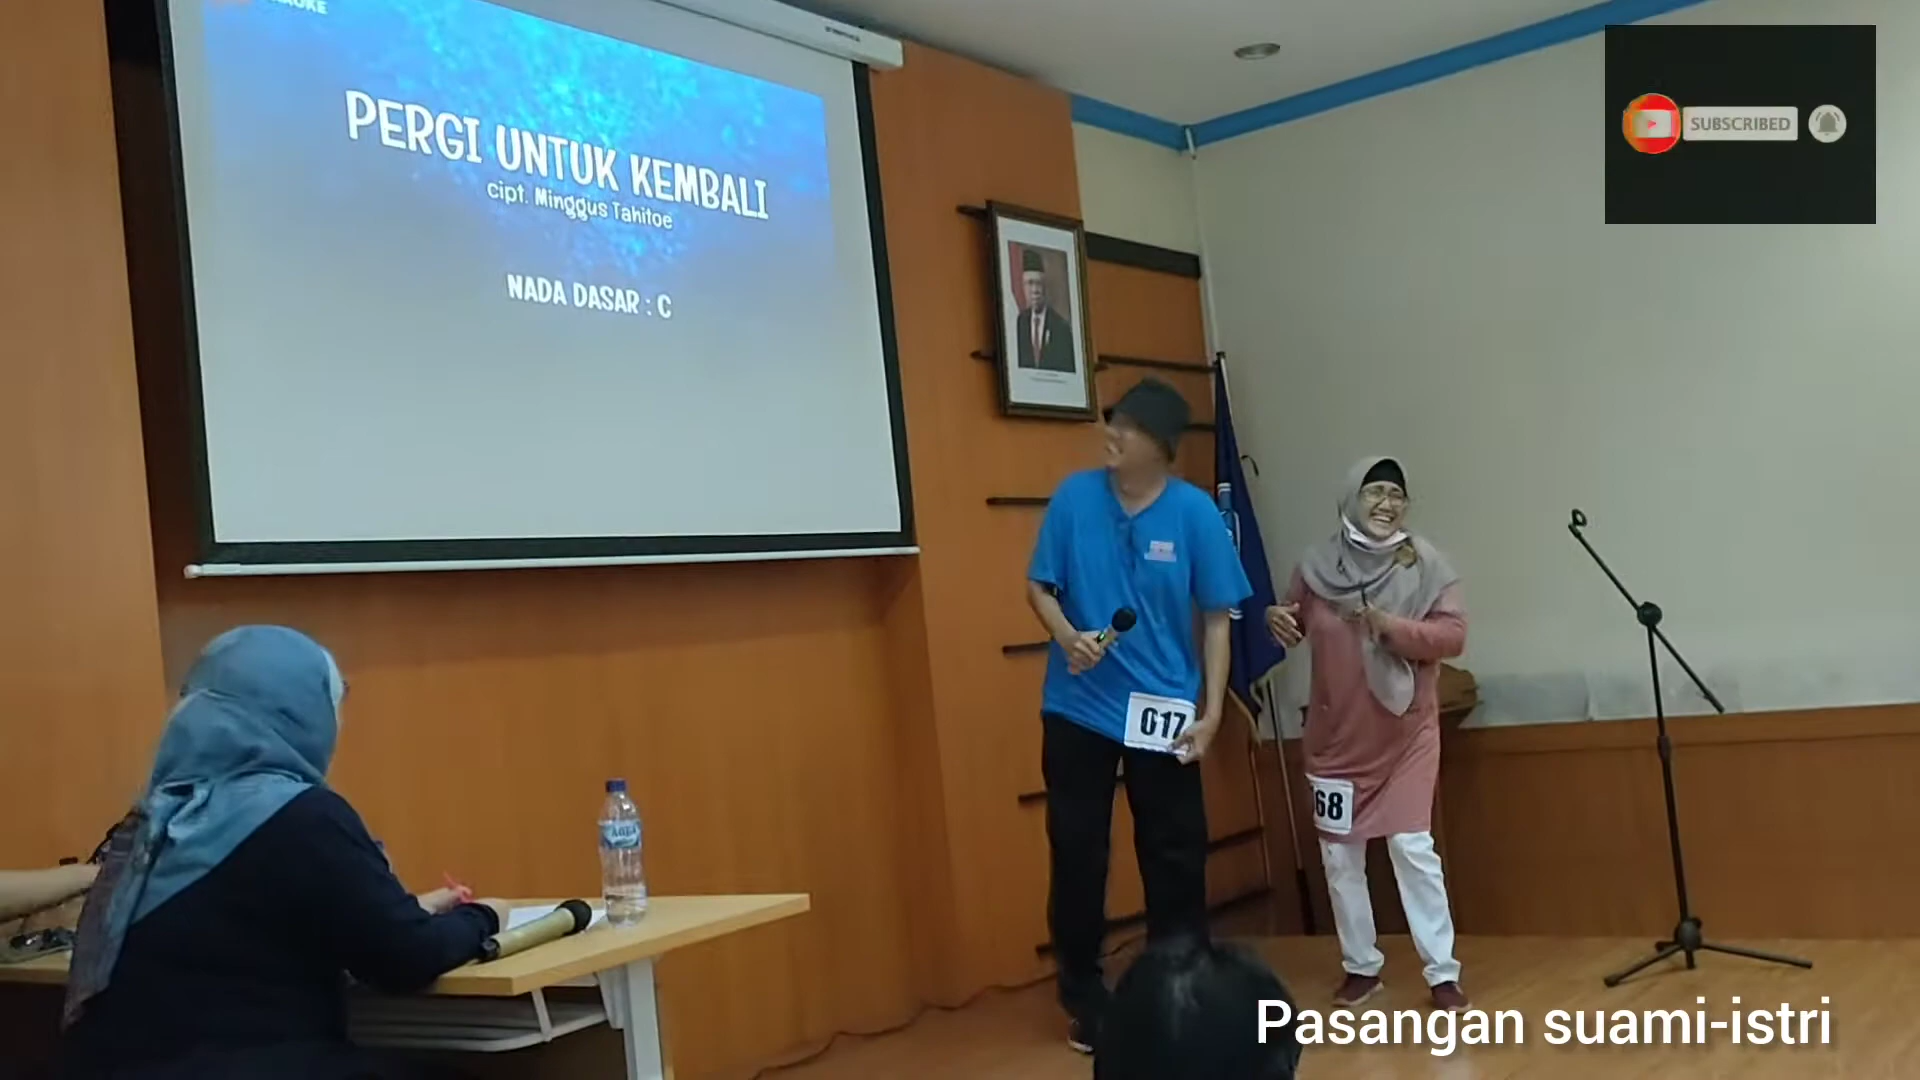 PERGI UNTUK KEMBALI
cipt. Minggus Tahitoe
NADA DASAR : C
SUBSCRIBED
017
68
AQUA
Pasangan suami-istri